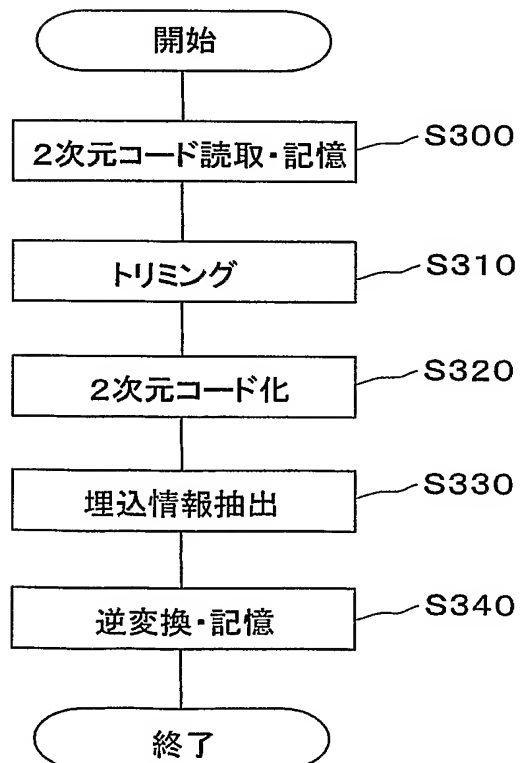 開始
2次元コード読取・記憶
S300
トリミング
S310
2次元コード化
S320
埋込情報抽出
S330
逆変換・記憶
S340
終了